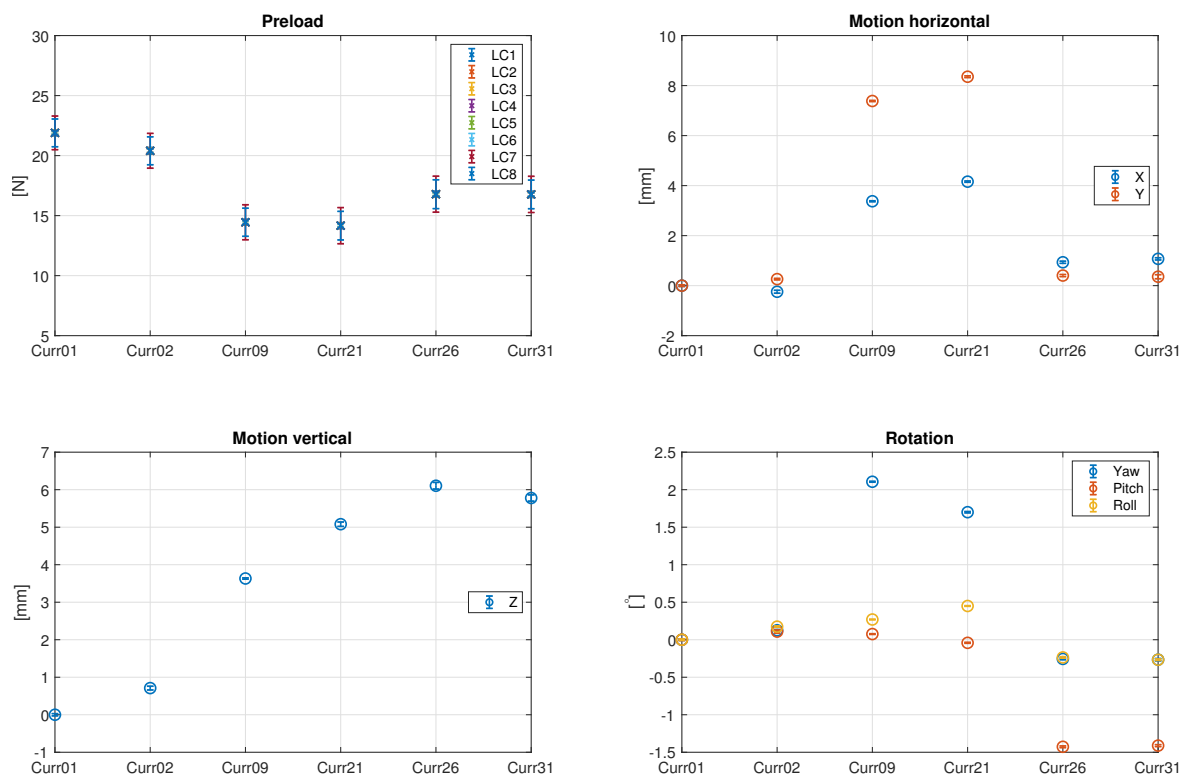 Preload
30
25
20
15
10
5
[N]
LC1
LC2
LC3
LC4
LC5
LC6
LC7
LC8
Curr01 Curr02 Curr09 Curr21 Curr26 Curr31
Motion horizontal
10
8
6
4
2
0
-2
[mm]
X
Y
Curr01 Curr02 Curr09 Curr21 Curr26 Curr31
Motion vertical
7
6
5
4
3
2
1
0
-1
[mm]
Z
Curr01 Curr02 Curr09 Curr21 Curr26 Curr31
Rotation
2.5
2
1.5
1
0.5
0
-0.5
-1
-1.5
[°]
Yaw
Pitch
Roll
Curr01 Curr02 Curr09 Curr21 Curr26 Curr31